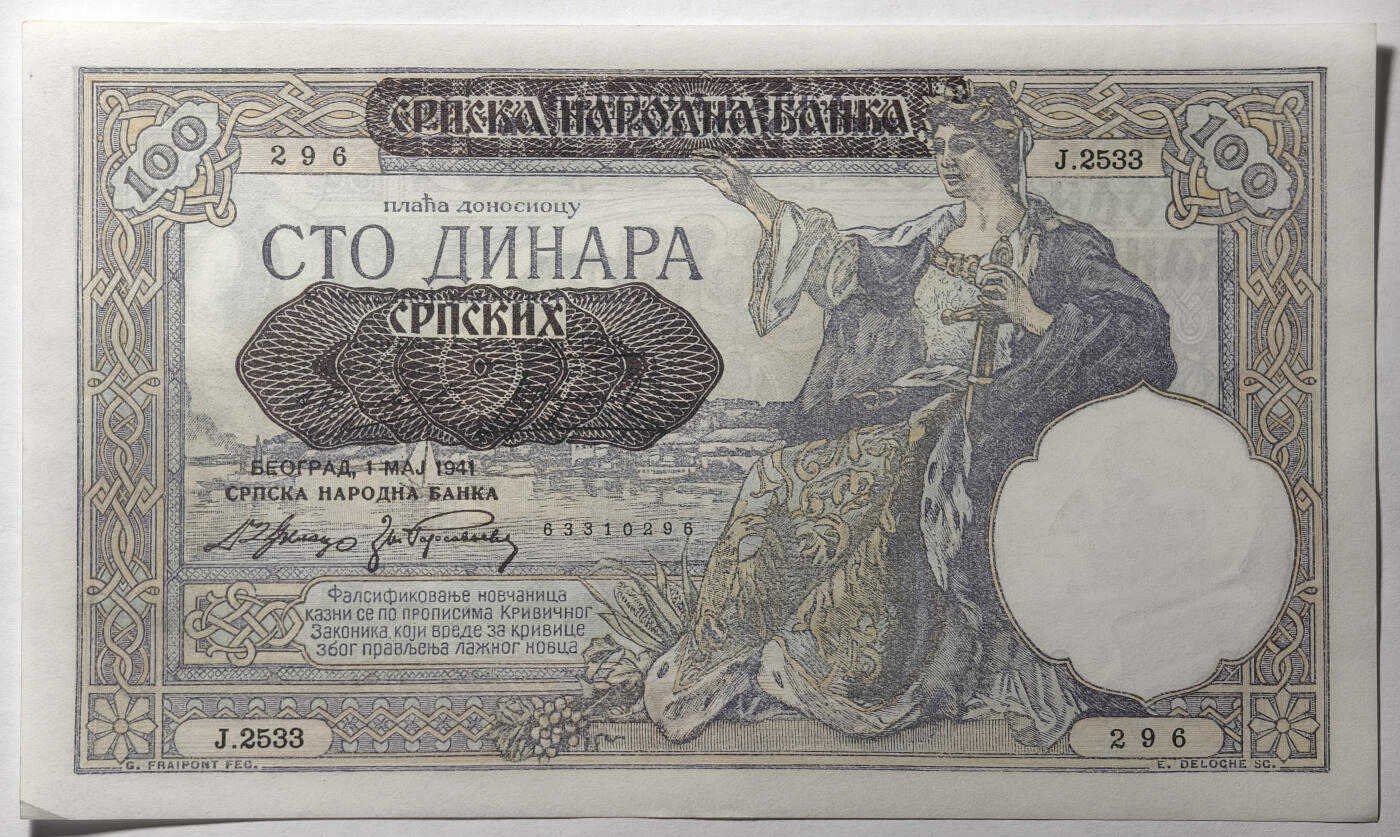 СРПСКА НАРОДНА БАНКА
100
296
J.2533
100
плаћа доносиоцу
СТО ДИНАРА
СРПСКИХ
БЕОГРАД, 1 МАЈ 1941
СРПСКА НАРОДНА БАНКА
63310296
Фалсификовање новчаница
казни се по прописима Кривичног
Законика, који вреде за кривице
због прављења лажног новца
J.2533
296
G. FRAIPONT FEC.
E. DELOCHE SC.